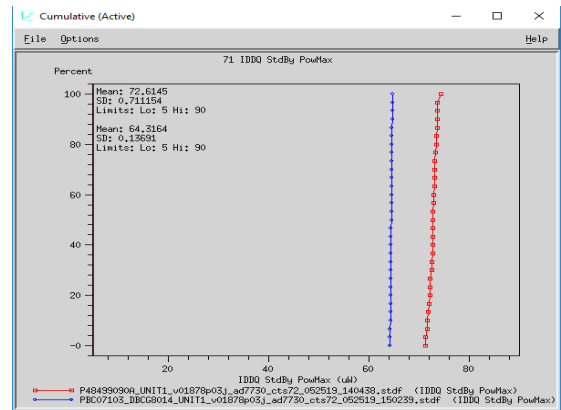 Cumulative (Active)
File Options Help
71 IDDQ StdBy PowMax
Percent
100
Mean: 72.6145
SD: 0.711154
Limits: Lo: 5 Hi: 90
Mean: 64.3164
SD: 0.13691
Limits: Lo: 5 Hi: 90
80
60
40
20
-0
20 40 60 80
IDDQ StdBy PowMax (uW)
P48499090A_UNIT1_v01878p03j_ad7730_cts72_052519_140438.stdf (IDDQ StdBy PowMax)
PBC07103_DBCG8014_UNIT1_v01878p03j_ad7730_cts72_052519_150239.stdf (IDDQ StdBy PowMax)